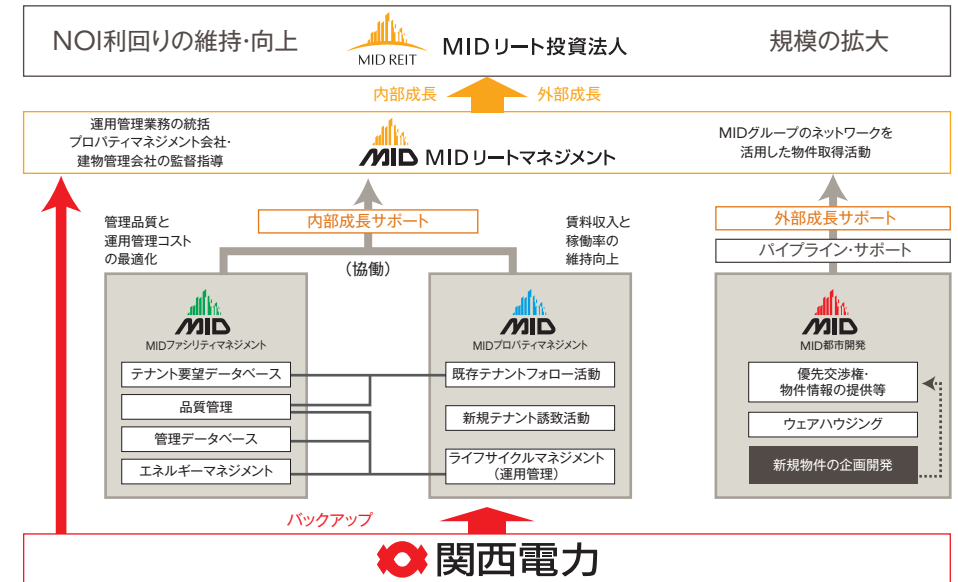 NOI利回りの維持・向上
MID REIT
MIDリート投資法人
規模の拡大
内部成長
外部成長
運用管理業務の統括
プロパティマネジメント会社・
建物管理会社の監督指導
MID MIDリートマネジメント
MIDグループのネットワークを
活用した物件取得活動
管理品質と
運用管理コスト
の最適化
内部成長サポート
(協働)
賃料収入と
稼働率の
維持向上
外部成長サポート
パイプライン・サポート
MID
MIDファシリティマネジメント
テナント要望データベース
品質管理
管理データベース
エネルギーマネジメント
MID
MIDプロパティマネジメント
既存テナントフォロー活動
新規テナント誘致活動
ライフサイクルマネジメント
(運用管理)
MID
MID都市開発
優先交渉権・
物件情報の提供等
ウェアハウジング
新規物件の企画開発
バックアップ
関西電力